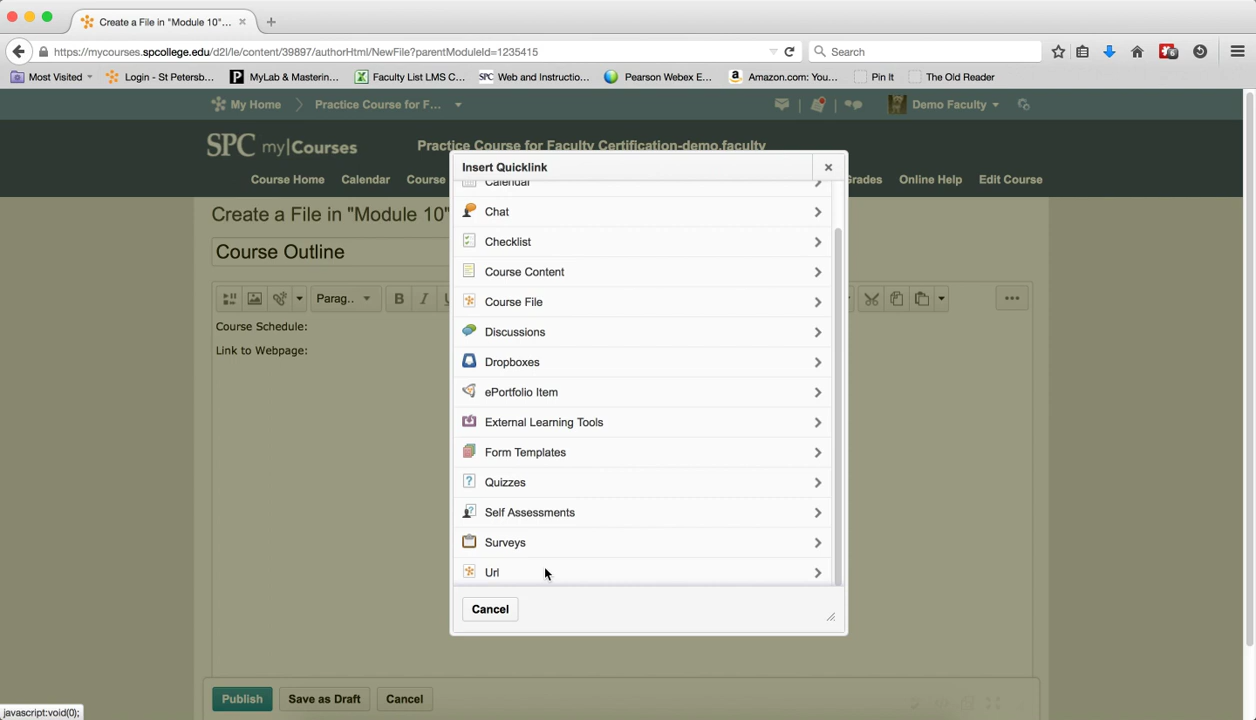 Create a File in "Module 10"...
https://mycourses.spcollege.edu/d2l/le/content/39897/authorHtml/NewFile?parentModuleId=1235415
Search
Most Visited
Login - St Petersb...
MyLab & Mastering...
Faculty List LMS C...
SPC
Web and Instructio...
Pearson Webex E...
Amazon.com: You...
Pin It
The Old Reader
My Home
Practice Course for F...
Demo Faculty
SPC my|Courses
Practice Course for Faculty Certification-demo.faculty
Course Home
Calendar
Course
Grades
Online Help
Edit Course
Create a File in "Module 10"
Course Outline
Parag..
B
I
U
Course Schedule:
Link to Webpage:
Insert Quicklink
Calendar
Chat
Checklist
Course Content
Course File
Discussions
Dropboxes
ePortfolio Item
External Learning Tools
Form Templates
Quizzes
Self Assessments
Surveys
Url
Cancel
Publish
Save as Draft
Cancel
javascript:void(0);